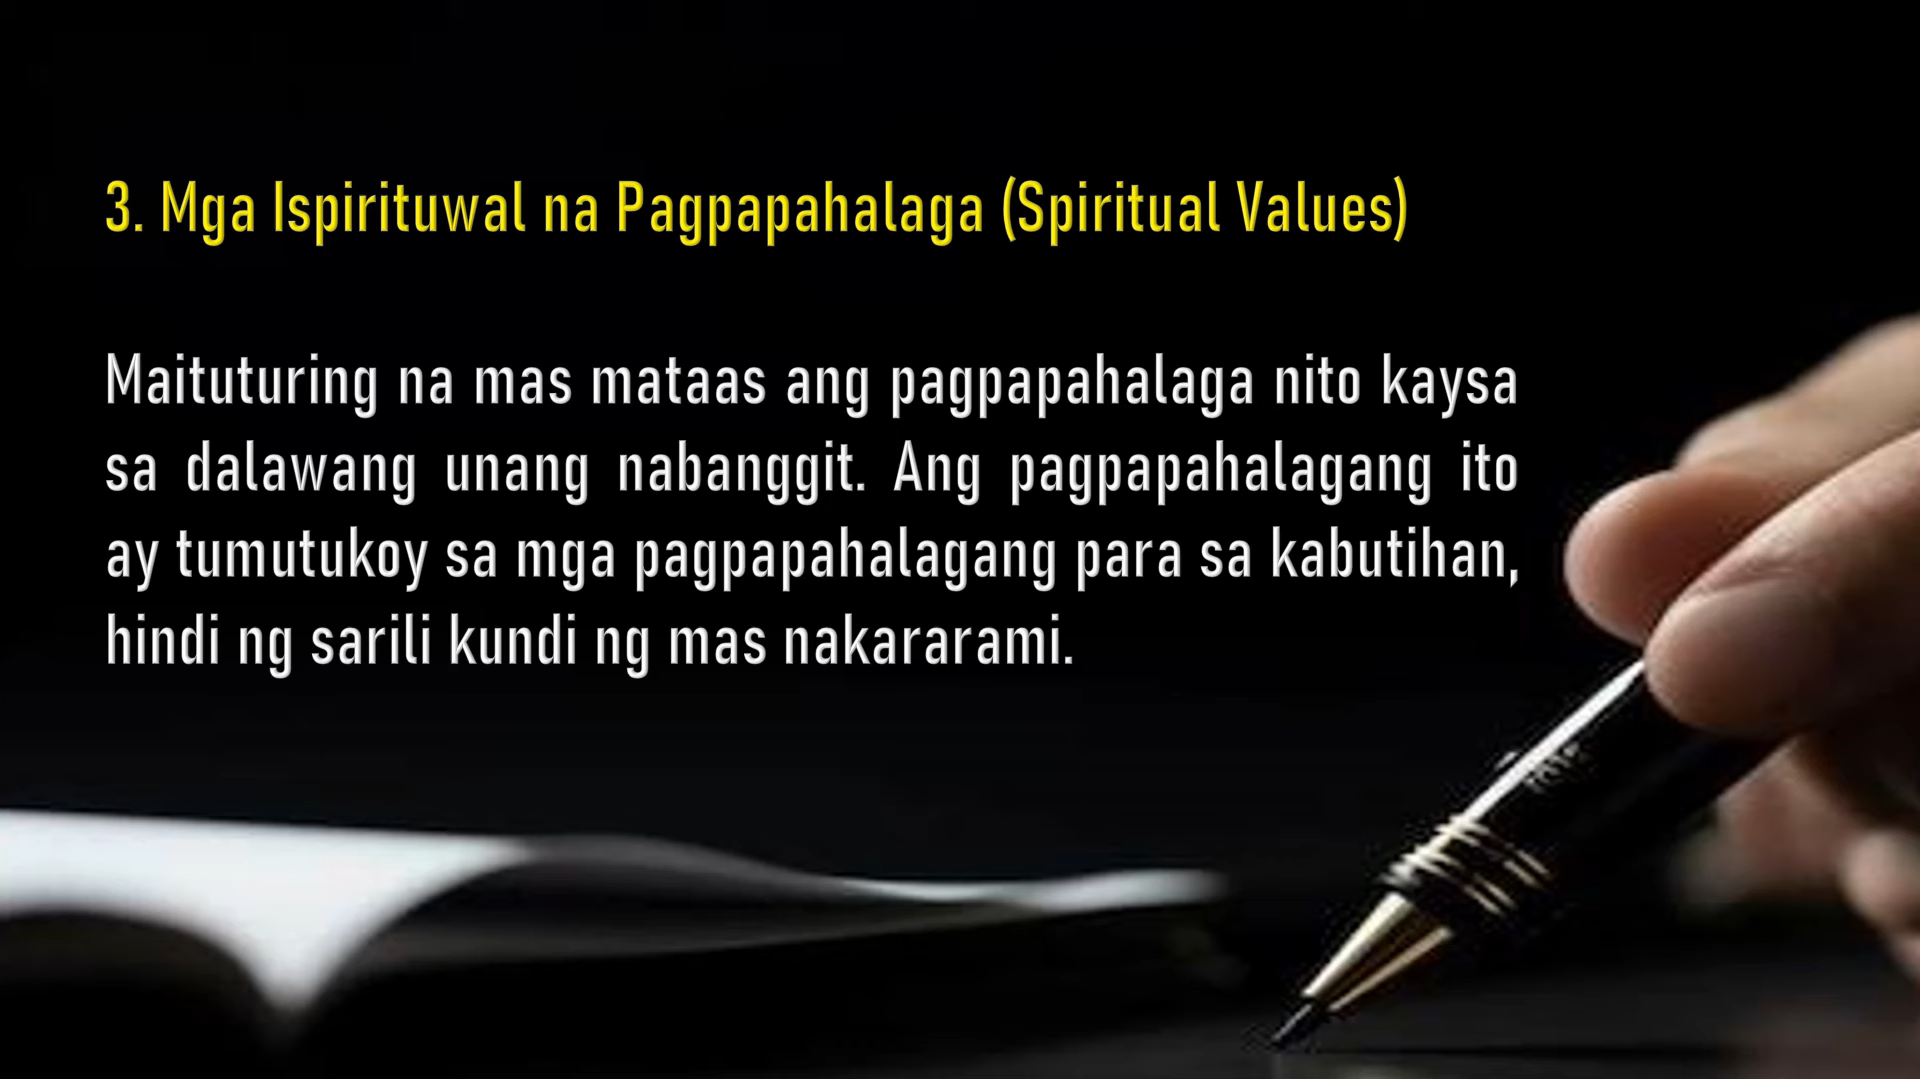 3. Mga Ispirituwal na Pagpapahalaga (Spiritual Values)
Maituturing na mas mataas ang pagpapahalaga nito kaysa
sa dalawang unang nabanggit. Ang pagpapahalagang ito
ay tumutukoy sa mga pagpapahalagang para sa kabutihan,
hindi ng sarili kundi ng mas nakararami.